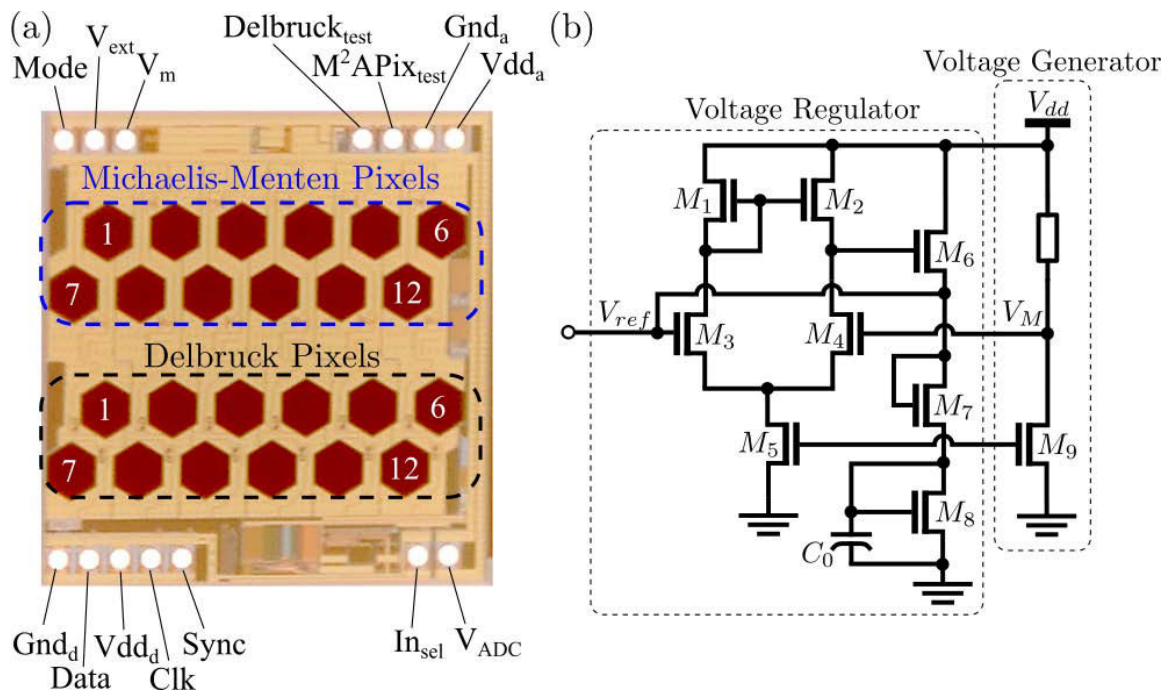 (a)
V_ext
Mode V_m
Delbruck_test
M²APix_test
Gnd_a
Vdd_a
Michaelis-Menten Pixels
1 6
7 12
Delbruck Pixels
1 6
7 12
Gnd_d
Data
Vdd_d
Clk
Sync
In_sel
V_ADC
(b)
Voltage Generator
Voltage Regulator
V_dd
M_1 M_2
M_6
V_ref M_3 M_4 V_M
M_7
M_5 M_9
M_8
C_0